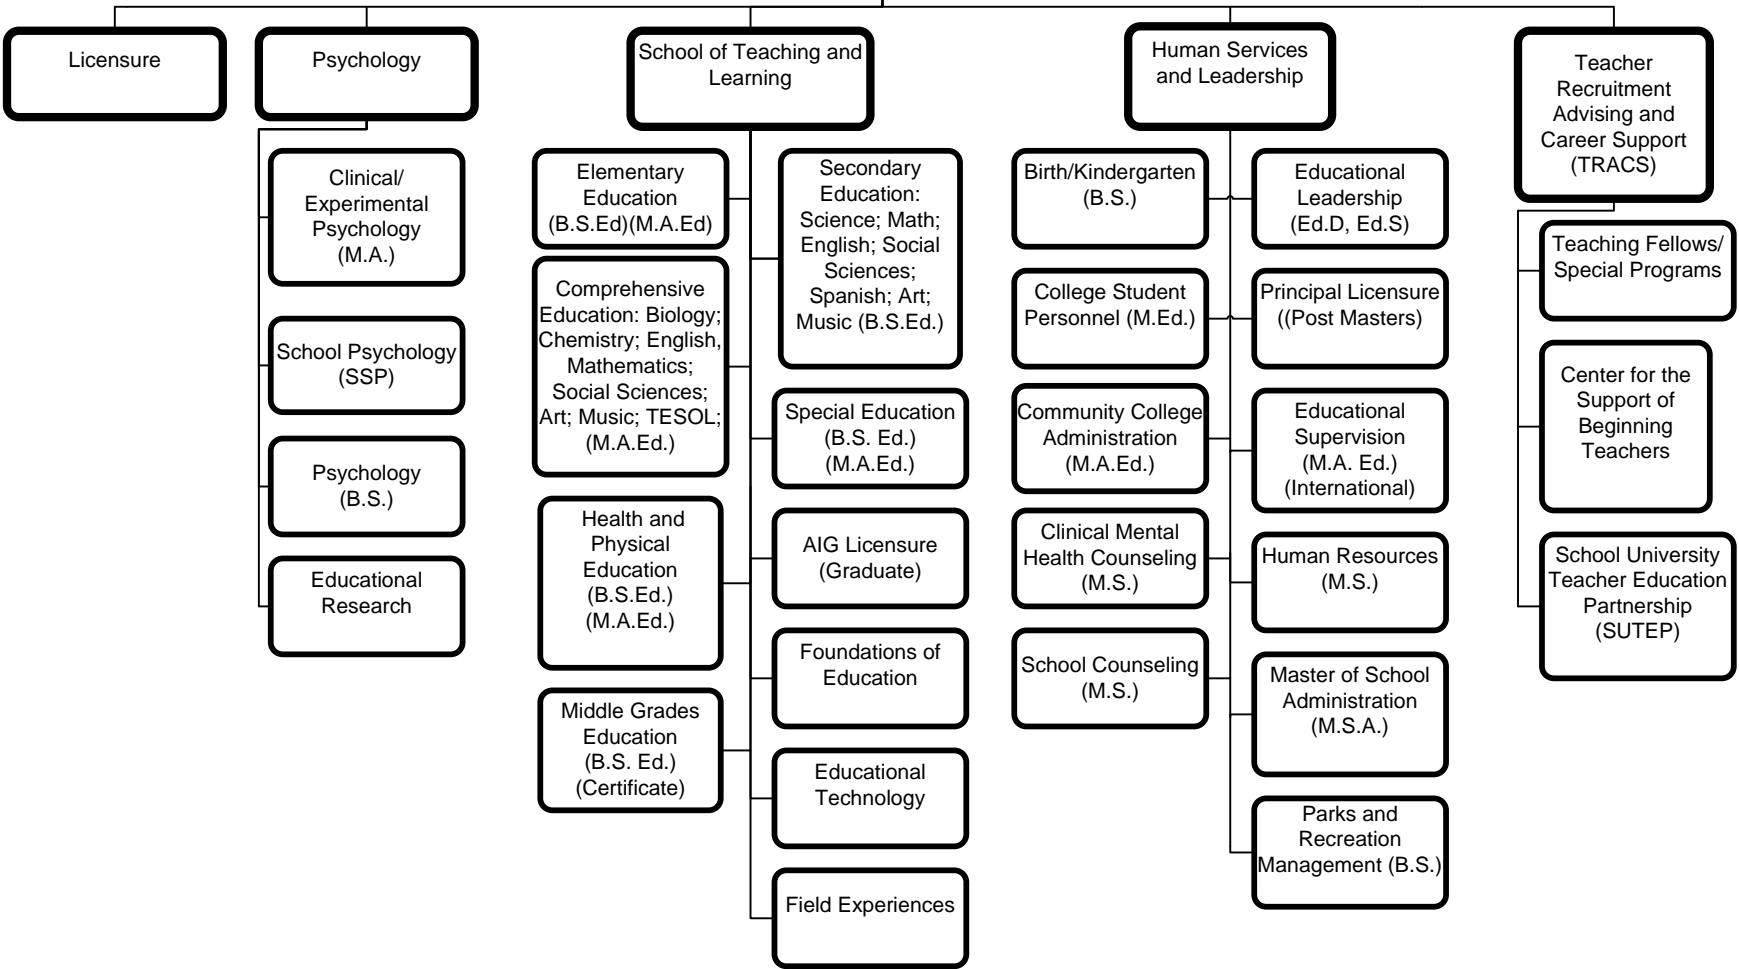 Licensure
Psychology
School of Teaching and
Learning
Human Services
and Leadership
Teacher
Recruitment
Advising and
Career Support
(TRACS)
Clinical/
Experimental
Psychology
(M.A.)
School Psychology
(SSP)
Psychology
(B.S.)
Educational
Research
Elementary
Education
(B.S.Ed)(M.A.Ed)
Comprehensive
Education: Biology;
Chemistry; English,
Mathematics;
Social Sciences;
Art; Music; TESOL;
(M.A.Ed.)
Health and
Physical
Education
(B.S.Ed.)
(M.A.Ed.)
Middle Grades
Education
(B.S. Ed.)
(Certificate)
Secondary
Education:
Science; Math;
English; Social
Sciences;
Spanish; Art;
Music (B.S.Ed.)
Special Education
(B.S. Ed.)
(M.A.Ed.)
AIG Licensure
(Graduate)
Foundations of
Education
Educational
Technology
Field Experiences
Birth/Kindergarten
(B.S.)
College Student
Personnel (M.Ed.)
Community College
Administration
(M.A.Ed.)
Clinical Mental
Health Counseling
(M.S.)
School Counseling
(M.S.)
Educational
Leadership
(Ed.D, Ed.S)
Principal Licensure
((Post Masters)
Educational
Supervision
(M.A. Ed.)
(International)
Human Resources
(M.S.)
Master of School
Administration
(M.S.A.)
Parks and
Recreation
Management (B.S.)
Teaching Fellows/
Special Programs
Center for the
Support of
Beginning
Teachers
School University
Teacher Education
Partnership
(SUTEP)